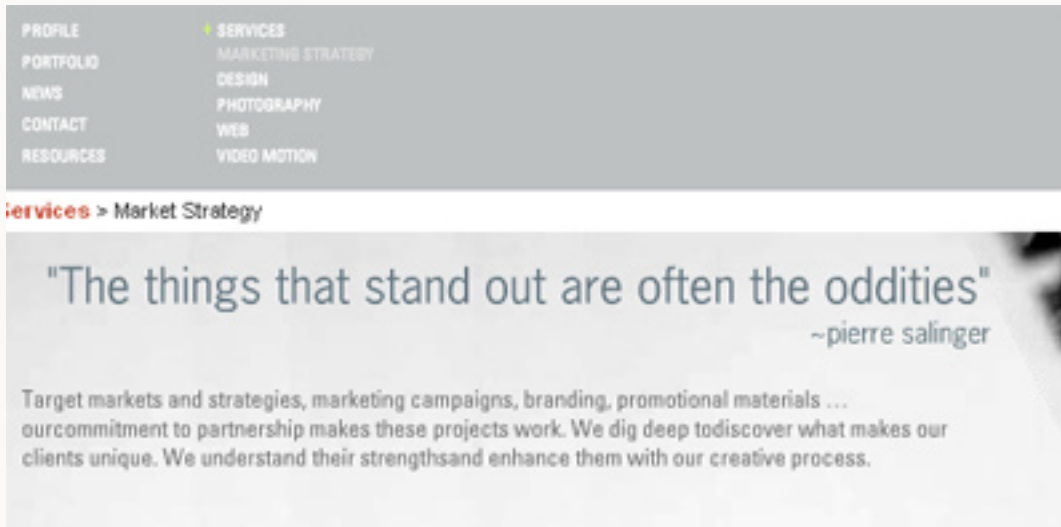 PROFILE
PORTFOLIO
NEWS
CONTACT
RESOURCES
+ SERVICES
MARKETING STRATEGY
DESIGN
PHOTOGRAPHY
WEB
VIDEO MOTION
Services > Market Strategy
"The things that stand out are often the oddities"
~pierre salinger
Target markets and strategies, marketing campaigns, branding, promotional materials ...
ourcommitment to partnership makes these projects work. We dig deep todiscover what makes our
clients unique. We understand their strengthsand enhance them with our creative process.